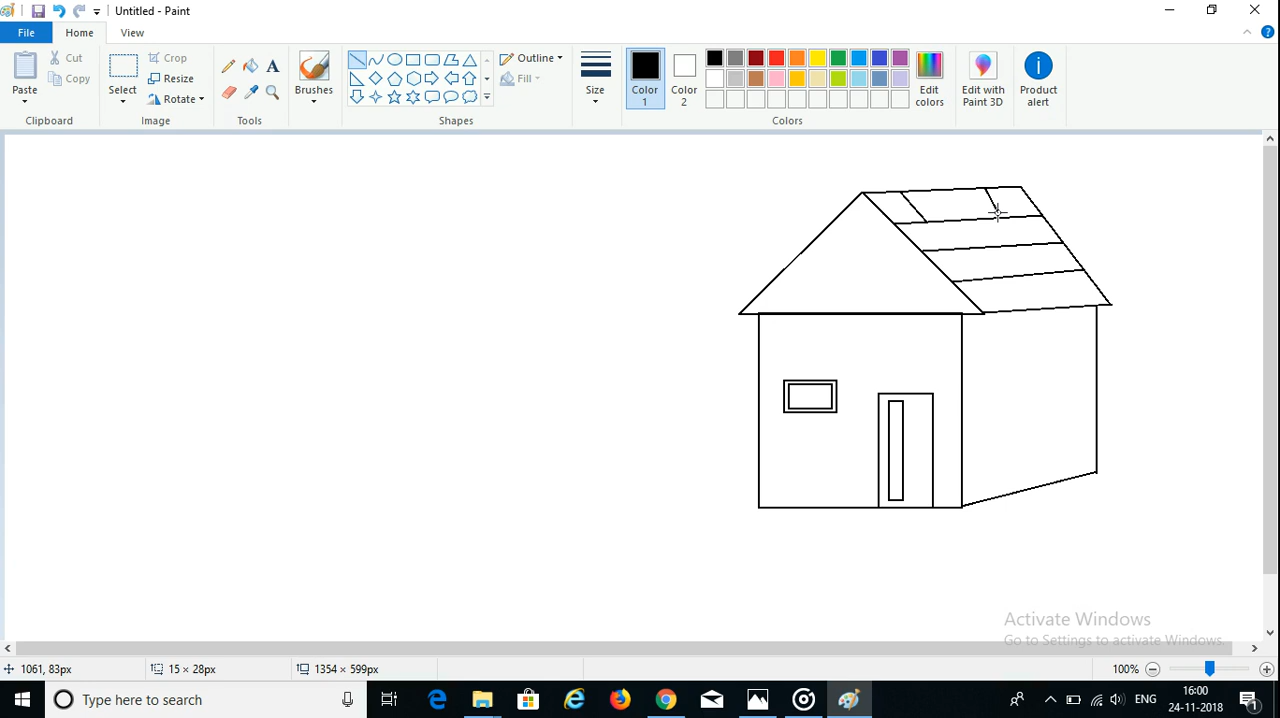 Untitled - Paint
File Home View
Paste
Cut
Copy
Clipboard
Select
Crop
Resize
Rotate
Image
A
Tools
Brushes
Shapes
Outline
Fill
Size
Color 1
Color 2
Edit colors
Colors
Edit with Paint 3D
Product alert
Activate Windows
Go to Settings to activate Windows.
1061, 83px 15 × 28px 1354 × 599px 100%
Type here to search
ENG 16:00
24-11-2018
1